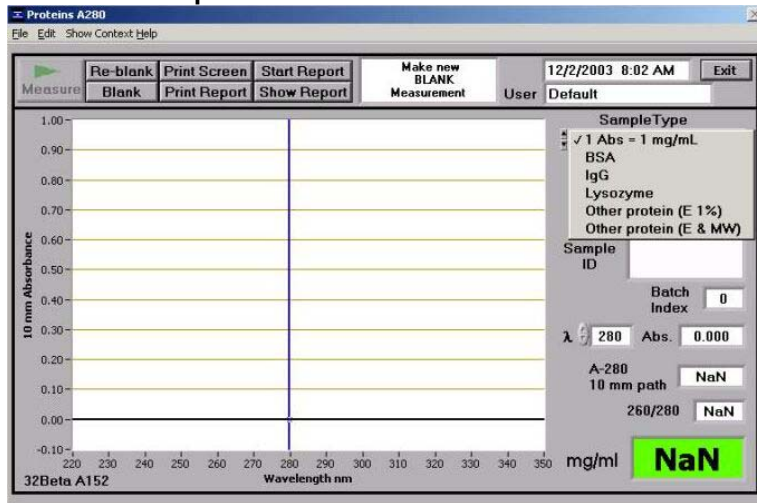 Proteins A280
File Edit Show Context Help
Measure
Re-blank Print Screen Start Report
Blank Print Report Show Report
Make new
BLANK
Measurement
12/2/2003 8:02 AM
Exit
User Default
SampleType
✓ 1 Abs = 1 mg/mL
BSA
IgG
Lysozyme
Other protein (E 1%)
Other protein (E & MW)
Sample
ID
Batch
Index
0
λ 280 Abs. 0.000
A-280
10 mm path
NaN
260/280 NaN
mg/ml NaN
10 mm Absorbance
1.00
0.90
0.80
0.70
0.60
0.50
0.40
0.30
0.20
0.10
0.00
-0.10
220 230 240 250 260 270 280 290 300 310 320 330 340 350
Wavelength nm
32Beta A152